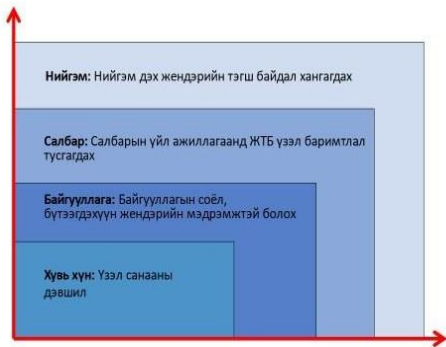 Нийгэм: Нийгэм дэх жендэрийн тэгш байдал хангагдах
Салбар: Салбарын үйл ажиллагаанд ЖТБ үзэл баримтлал
тусгагдах
Байгууллага: Байгууллагын соёл,
бүтээгдэхүүн жендэрийн мэдрэмжтэй болох
Хувь хүн: Үзэл санааны
дэвшил